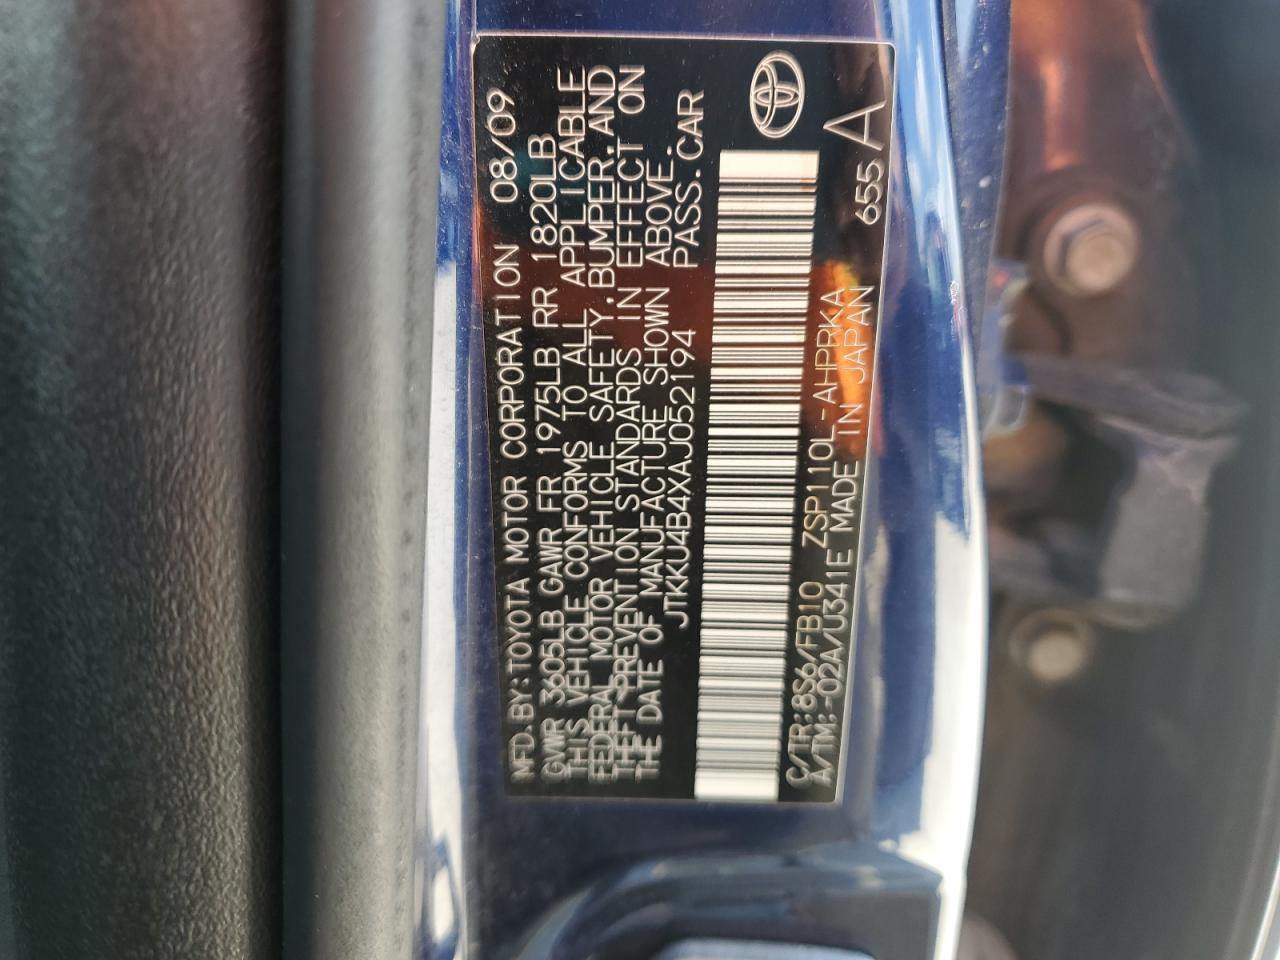 MFD.BY:TOYOTA MOTOR CORPORATION 08/09
GVWR 3605LB GAWR FR 1975LB RR 1820LB
THIS VEHICLE CONFORMS TO ALL APPLICABLE
FEDERAL MOTOR VEHICLE SAFETY,BUMPER,AND
THEFT PREVENTION STANDARDS IN EFFECT ON
THE DATE OF MANUFACTURE SHOWN ABOVE.
JTKKU4B4XAJ052194 PASS.CAR
C/TR:8S6/FB10 ZSP110L-AHPRKA 655
A/TM:-02A/U341E MADE IN JAPAN A